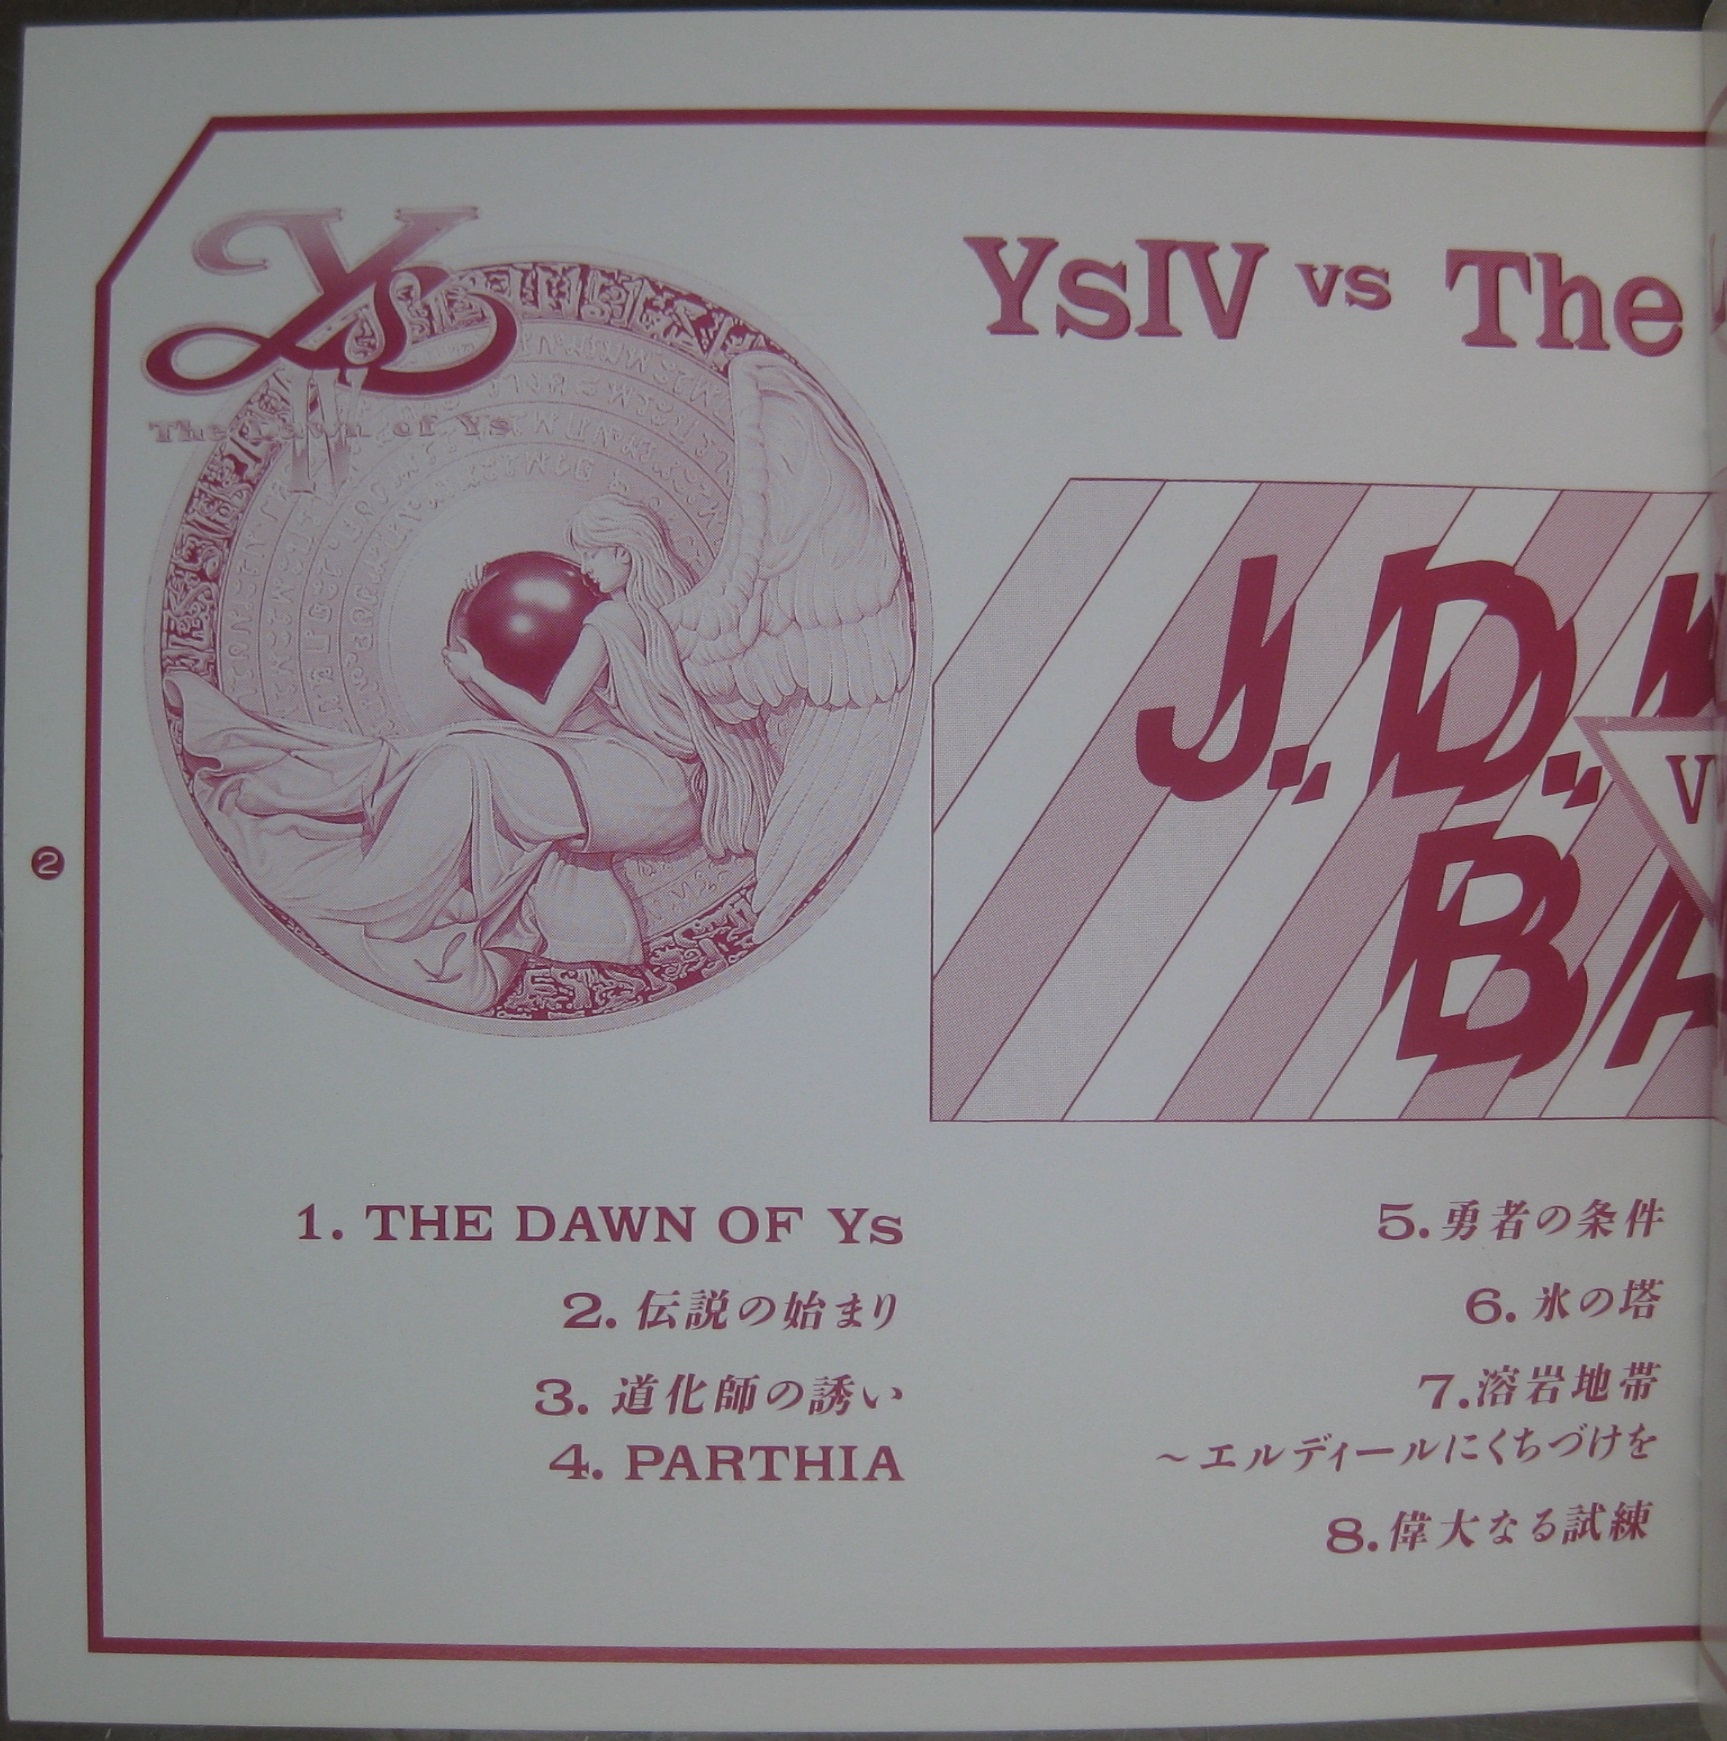 Ys
IV
The Dawn of Ys
YsIV vs The
J.D.
V
BA
2
1. THE DAWN OF Ys
2. 伝説の始まり
3. 道化師の誘い
4. PARTHIA
5.勇者の条件
6. 氷の塔
7.溶岩地帯
～エルディールにくちづけを
8.偉大なる試練